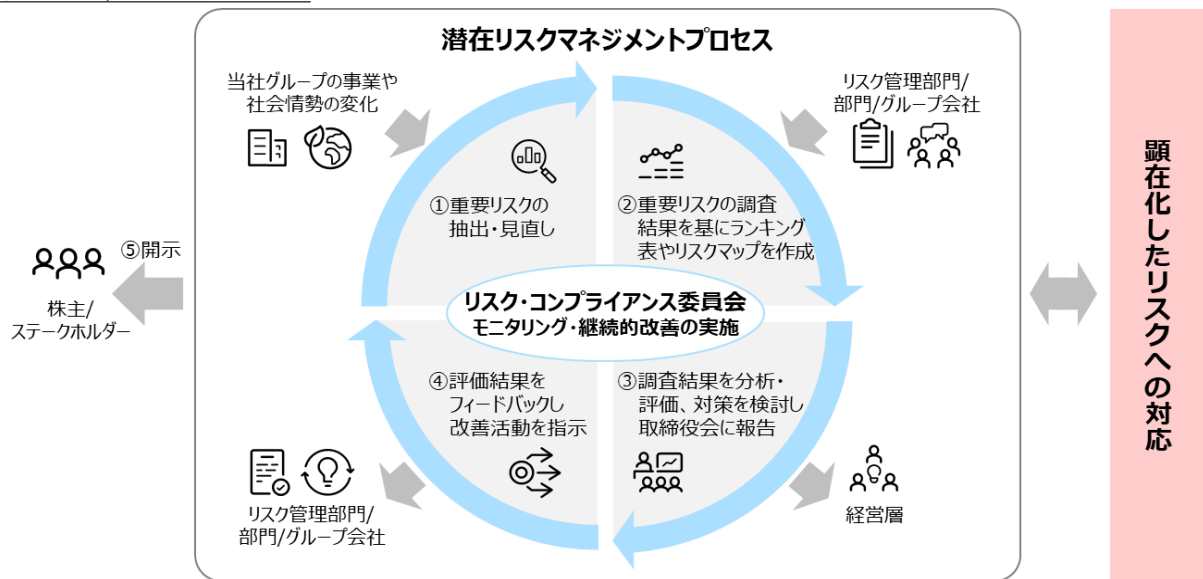 潜在リスクマネジメントプロセス
当社グループの事業や
社会情勢の変化
リスク管理部門/
部門/グループ会社
①重要リスクの
抽出・見直し
②重要リスクの調査
結果を基にランキング
表やリスクマップを作成
リスク・コンプライアンス委員会
モニタリング・継続的改善の実施
④評価結果を
フィードバックし
改善活動を指示
③調査結果を分析・
評価、対策を検討し
取締役会に報告
リスク管理部門/
部門/グループ会社
経営層
⑤開示
株主/
ステークホルダー
顕在化したリスクへの対応